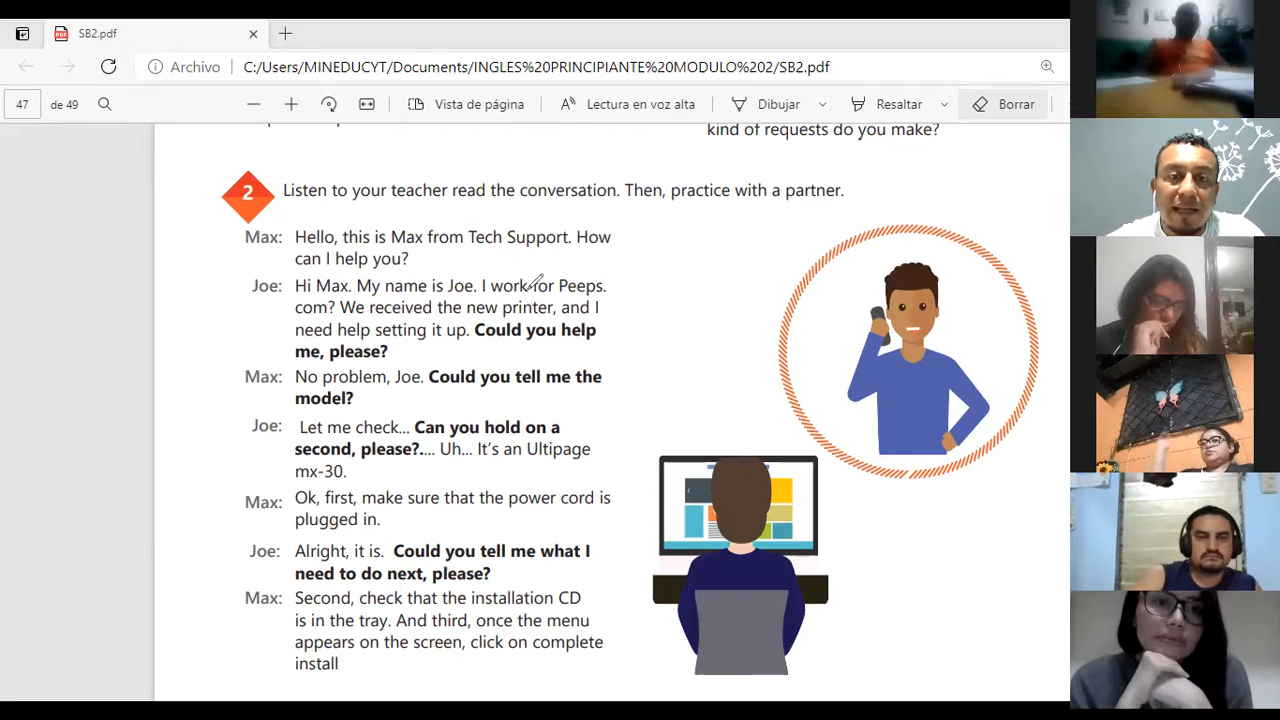 SB2.pdf
Archivo C:/Users/MINEDUCYT/Documents/INGLES%20PRINCIPIANTE%20MODULO%202/SB2.pdf
47 de 49 Vista de página Lectura en voz alta Dibujar Resaltar Borrar
kind of requests do you make?
2 Listen to your teacher read the conversation. Then, practice with a partner.
Max: Hello, this is Max from Tech Support. How
can I help you?
Joe: Hi Max. My name is Joe. I work for Peeps.
com? We received the new printer, and I
need help setting it up. Could you help
me, please?
Max: No problem, Joe. Could you tell me the
model?
Joe: Let me check... Can you hold on a
second, please?.... Uh... It's an Ultipage
mx-30.
Max: Ok, first, make sure that the power cord is
plugged in.
Joe: Alright, it is. Could you tell me what I
need to do next, please?
Max: Second, check that the installation CD
is in the tray. And third, once the menu
appears on the screen, click on complete
install